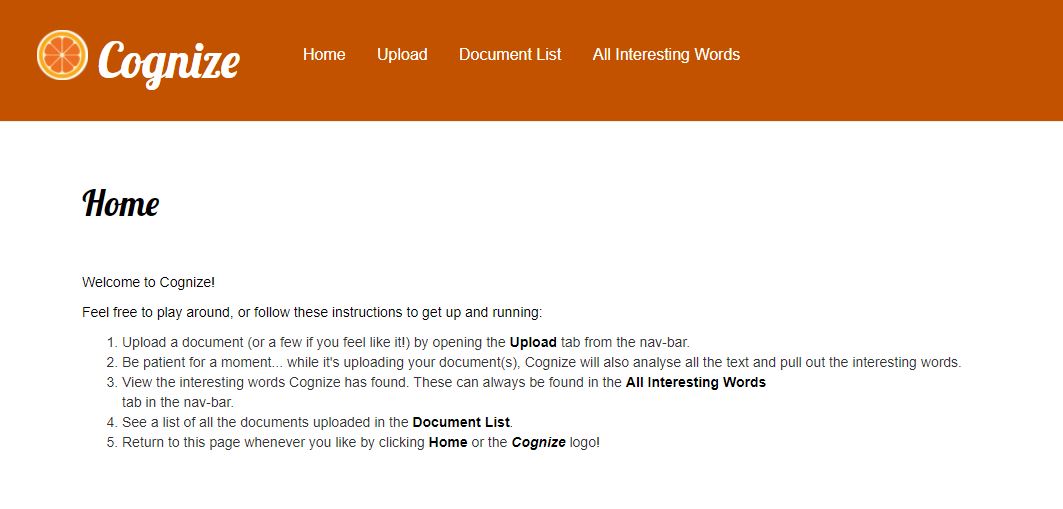 Cognize
Home Upload Document List All Interesting Words
Home
Welcome to Cognize!
Feel free to play around, or follow these instructions to get up and running:
1. Upload a document (or a few if you feel like it!) by opening the Upload tab from the nav-bar.
2. Be patient for a moment... while it's uploading your document(s), Cognize will also analyse all the text and pull out the interesting words.
3. View the interesting words Cognize has found. These can always be found in the All Interesting Words
tab in the nav-bar.
4. See a list of all the documents uploaded in the Document List.
5. Return to this page whenever you like by clicking Home or the Cognize logo!